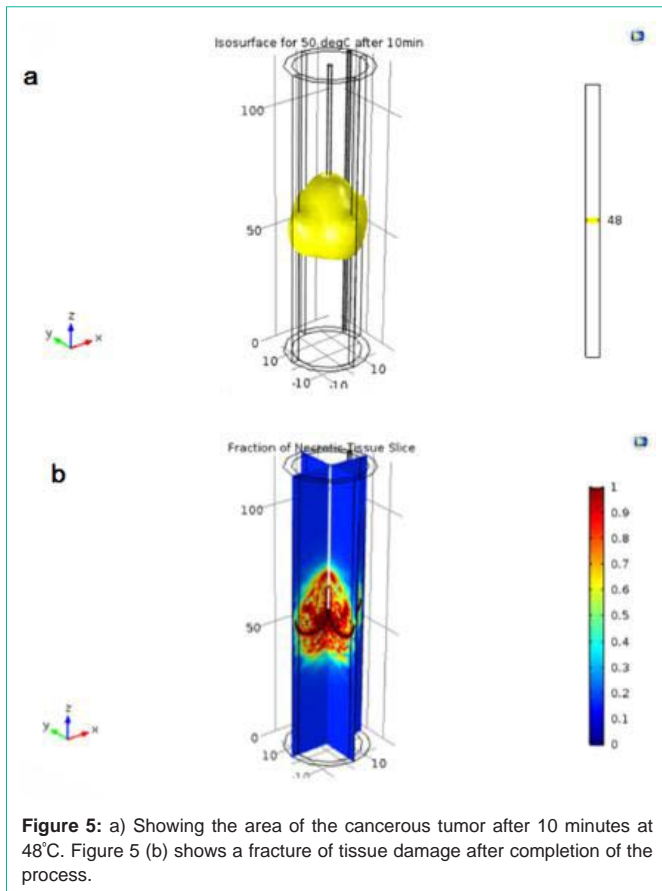 Isosurface for 50 degC after 10min
a
100
50
0
10
-10
-10
10
48
z
y
x
Fraction of Necrotic Tissue Slice
b
100
50
0
10
-10
10
1
0.9
0.8
0.7
0.6
0.5
0.4
0.3
0.2
0.1
0
z
y
x
Figure 5: a) Showing the area of the cancerous tumor after 10 minutes at
48°C. Figure 5 (b) shows a fracture of tissue damage after completion of the
process.